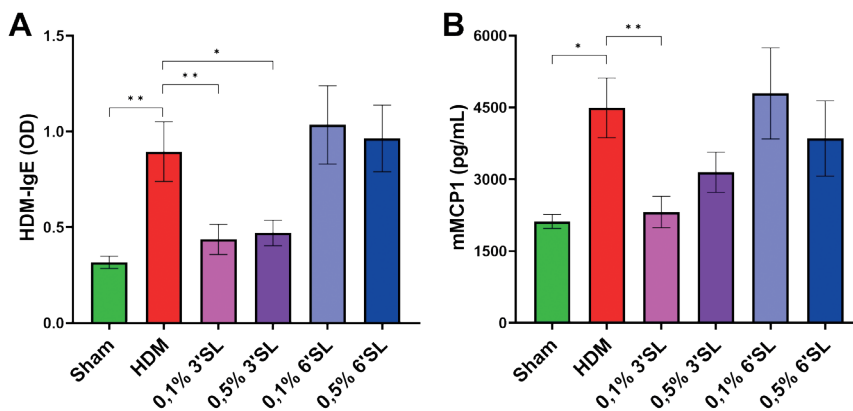 A
HDM-IgE (OD)
1.5
1.0
0.5
0.0
**
**
*
Sham
HDM
0,1% 3'SL
0,5% 3'SL
0,1% 6'SL
0,5% 6'SL
B
mMCP1 (pg/mL)
6000
4500
3000
1500
0
*
**
Sham
HDM
0,1% 3'SL
0,5% 3'SL
0,1% 6'SL
0,5% 6'SL